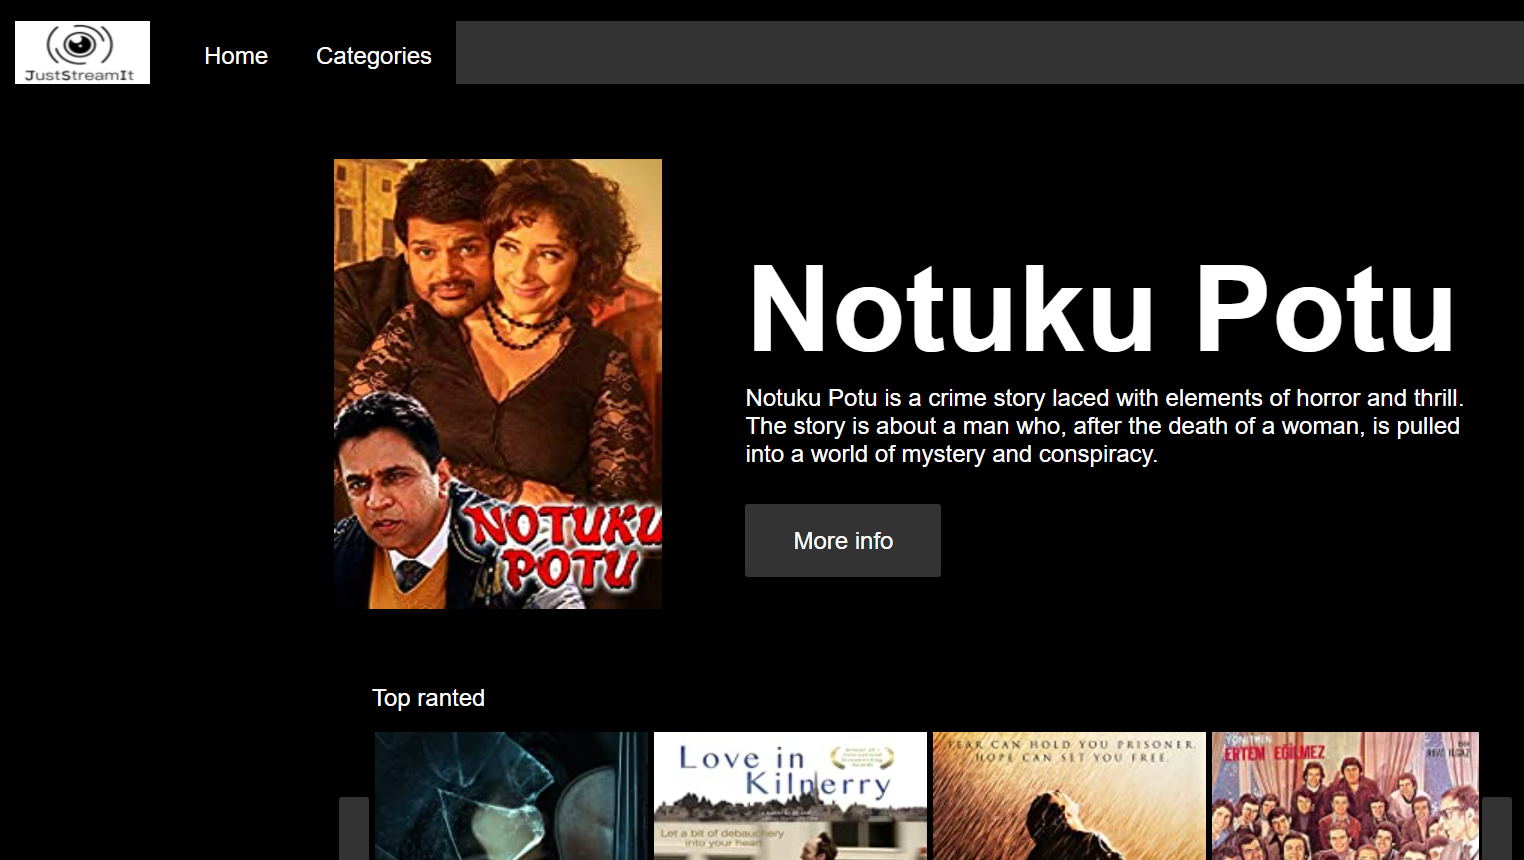 JustStreamIt
Home
Categories
NOTUKU
POTU
Notuku Potu
Notuku Potu is a crime story laced with elements of horror and thrill.
The story is about a man who, after the death of a woman, is pulled
into a world of mystery and conspiracy.
More info
Top ranted
Love in
Kilnerry
Let a bit of debauchery
into your heart
FEAR CAN HOLD YOU PRISONER.
HOPE CAN SET YOU FREE.
YÖNETMEN
ERTEM EĞİLMEZ
RIFAT ILGAZ